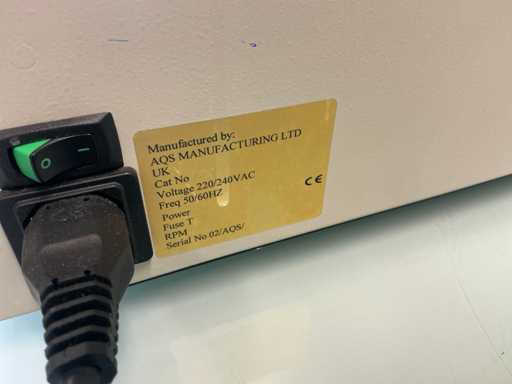 Manufactured by:
AQS MANUFACTURING LTD
UK
Cat No
Voltage 220/240VAC
Freq 50/60HZ
Power
Fuse T
RPM
Serial No 02/AQS/
CE